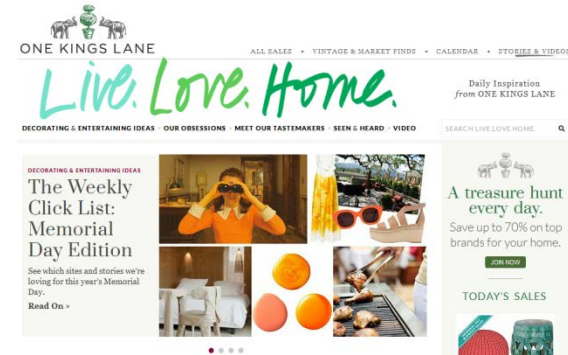 ONE KINGS LANE
ALL SALES • VINTAGE & MARKET FINDS • CALENDAR • STORIES & VIDEOS
Live. Love. Home.
Daily Inspiration
from ONE KINGS LANE
DECORATING & ENTERTAINING IDEAS • OUR OBSESSIONS • MEET OUR TASTEMAKERS • SEEN & HEARD • VIDEO
SEARCH LIVE.LOVE.HOME.
DECORATING & ENTERTAINING IDEAS
The Weekly
Click List:
Memorial
Day Edition
See which sites and stories we're
loving for this year's Memorial
Day.
Read On »
A treasure hunt
every day.
Save up to 70% on top
brands for your home.
JOIN NOW
TODAY'S SALES